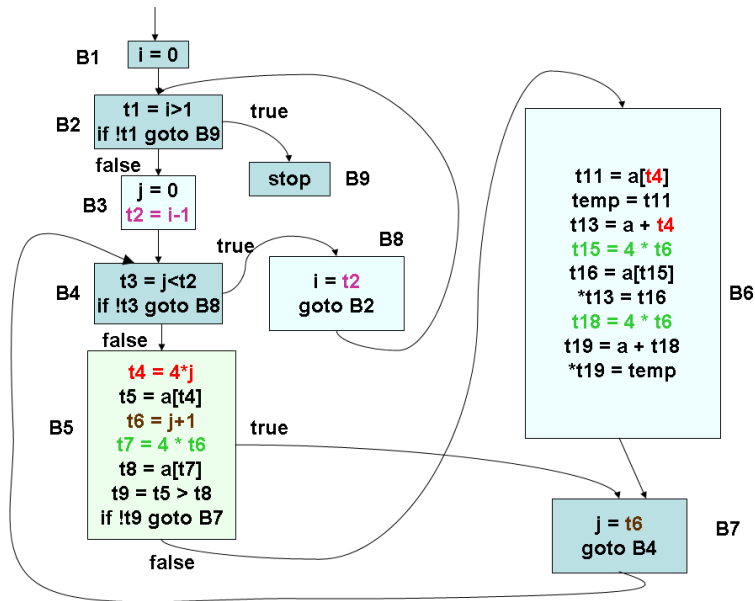 B1
i = 0
B2
t1 = i>1
if !t1 goto B9
true
false
stop
B9
B3
j = 0
t2 = i-1
B4
t3 = j<t2
if !t3 goto B8
true
false
B8
i = t2
goto B2
B5
t4 = 4*j
t5 = a[t4]
t6 = j+1
t7 = 4 * t6
t8 = a[t7]
t9 = t5 > t8
if !t9 goto B7
true
false
t11 = a[t4]
temp = t11
t13 = a + t4
t15 = 4 * t6
t16 = a[t15]
*t13 = t16
t18 = 4 * t6
t19 = a + t18
*t19 = temp
B6
j = t6
goto B4
B7